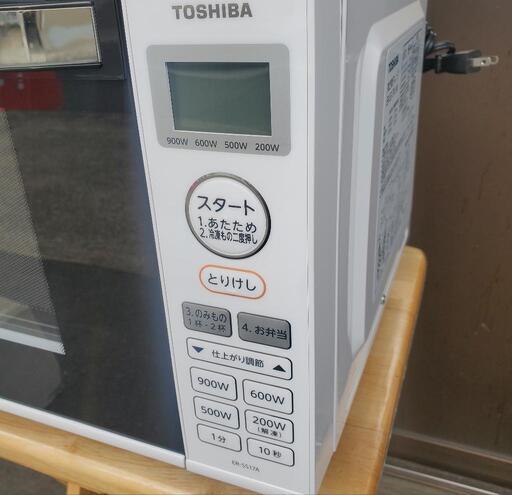 TOSHIBA
900W 600W 500W 200W
スタート
1.あたため
2.冷凍もの二度押し
とりけし
3.のみもの
1杯・2杯
4.お弁当
▼ 仕上がり調節 ▲
900W
600W
500W
200W
(解凍)
1分
10秒
ER-SS17A
TOSHIBA